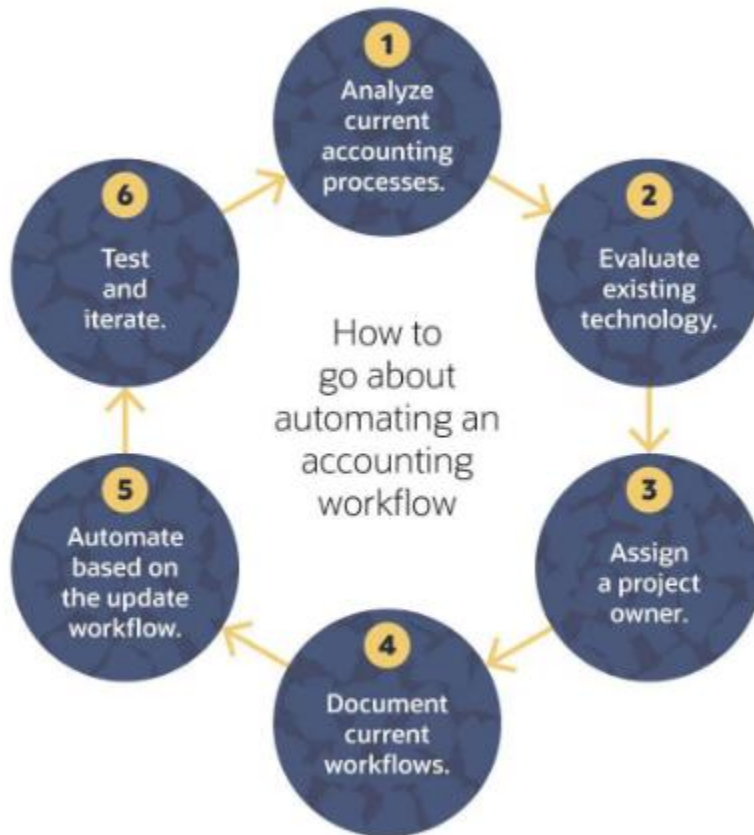 1
Analyze
current
accounting
processes.
2
Evaluate
existing
technology.
3
Assign
a project
owner.
4
Document
current
workflows.
5
Automate
based on
the update
workflow.
6
Test
and
iterate.
How to
go about
automating an
accounting
workflow